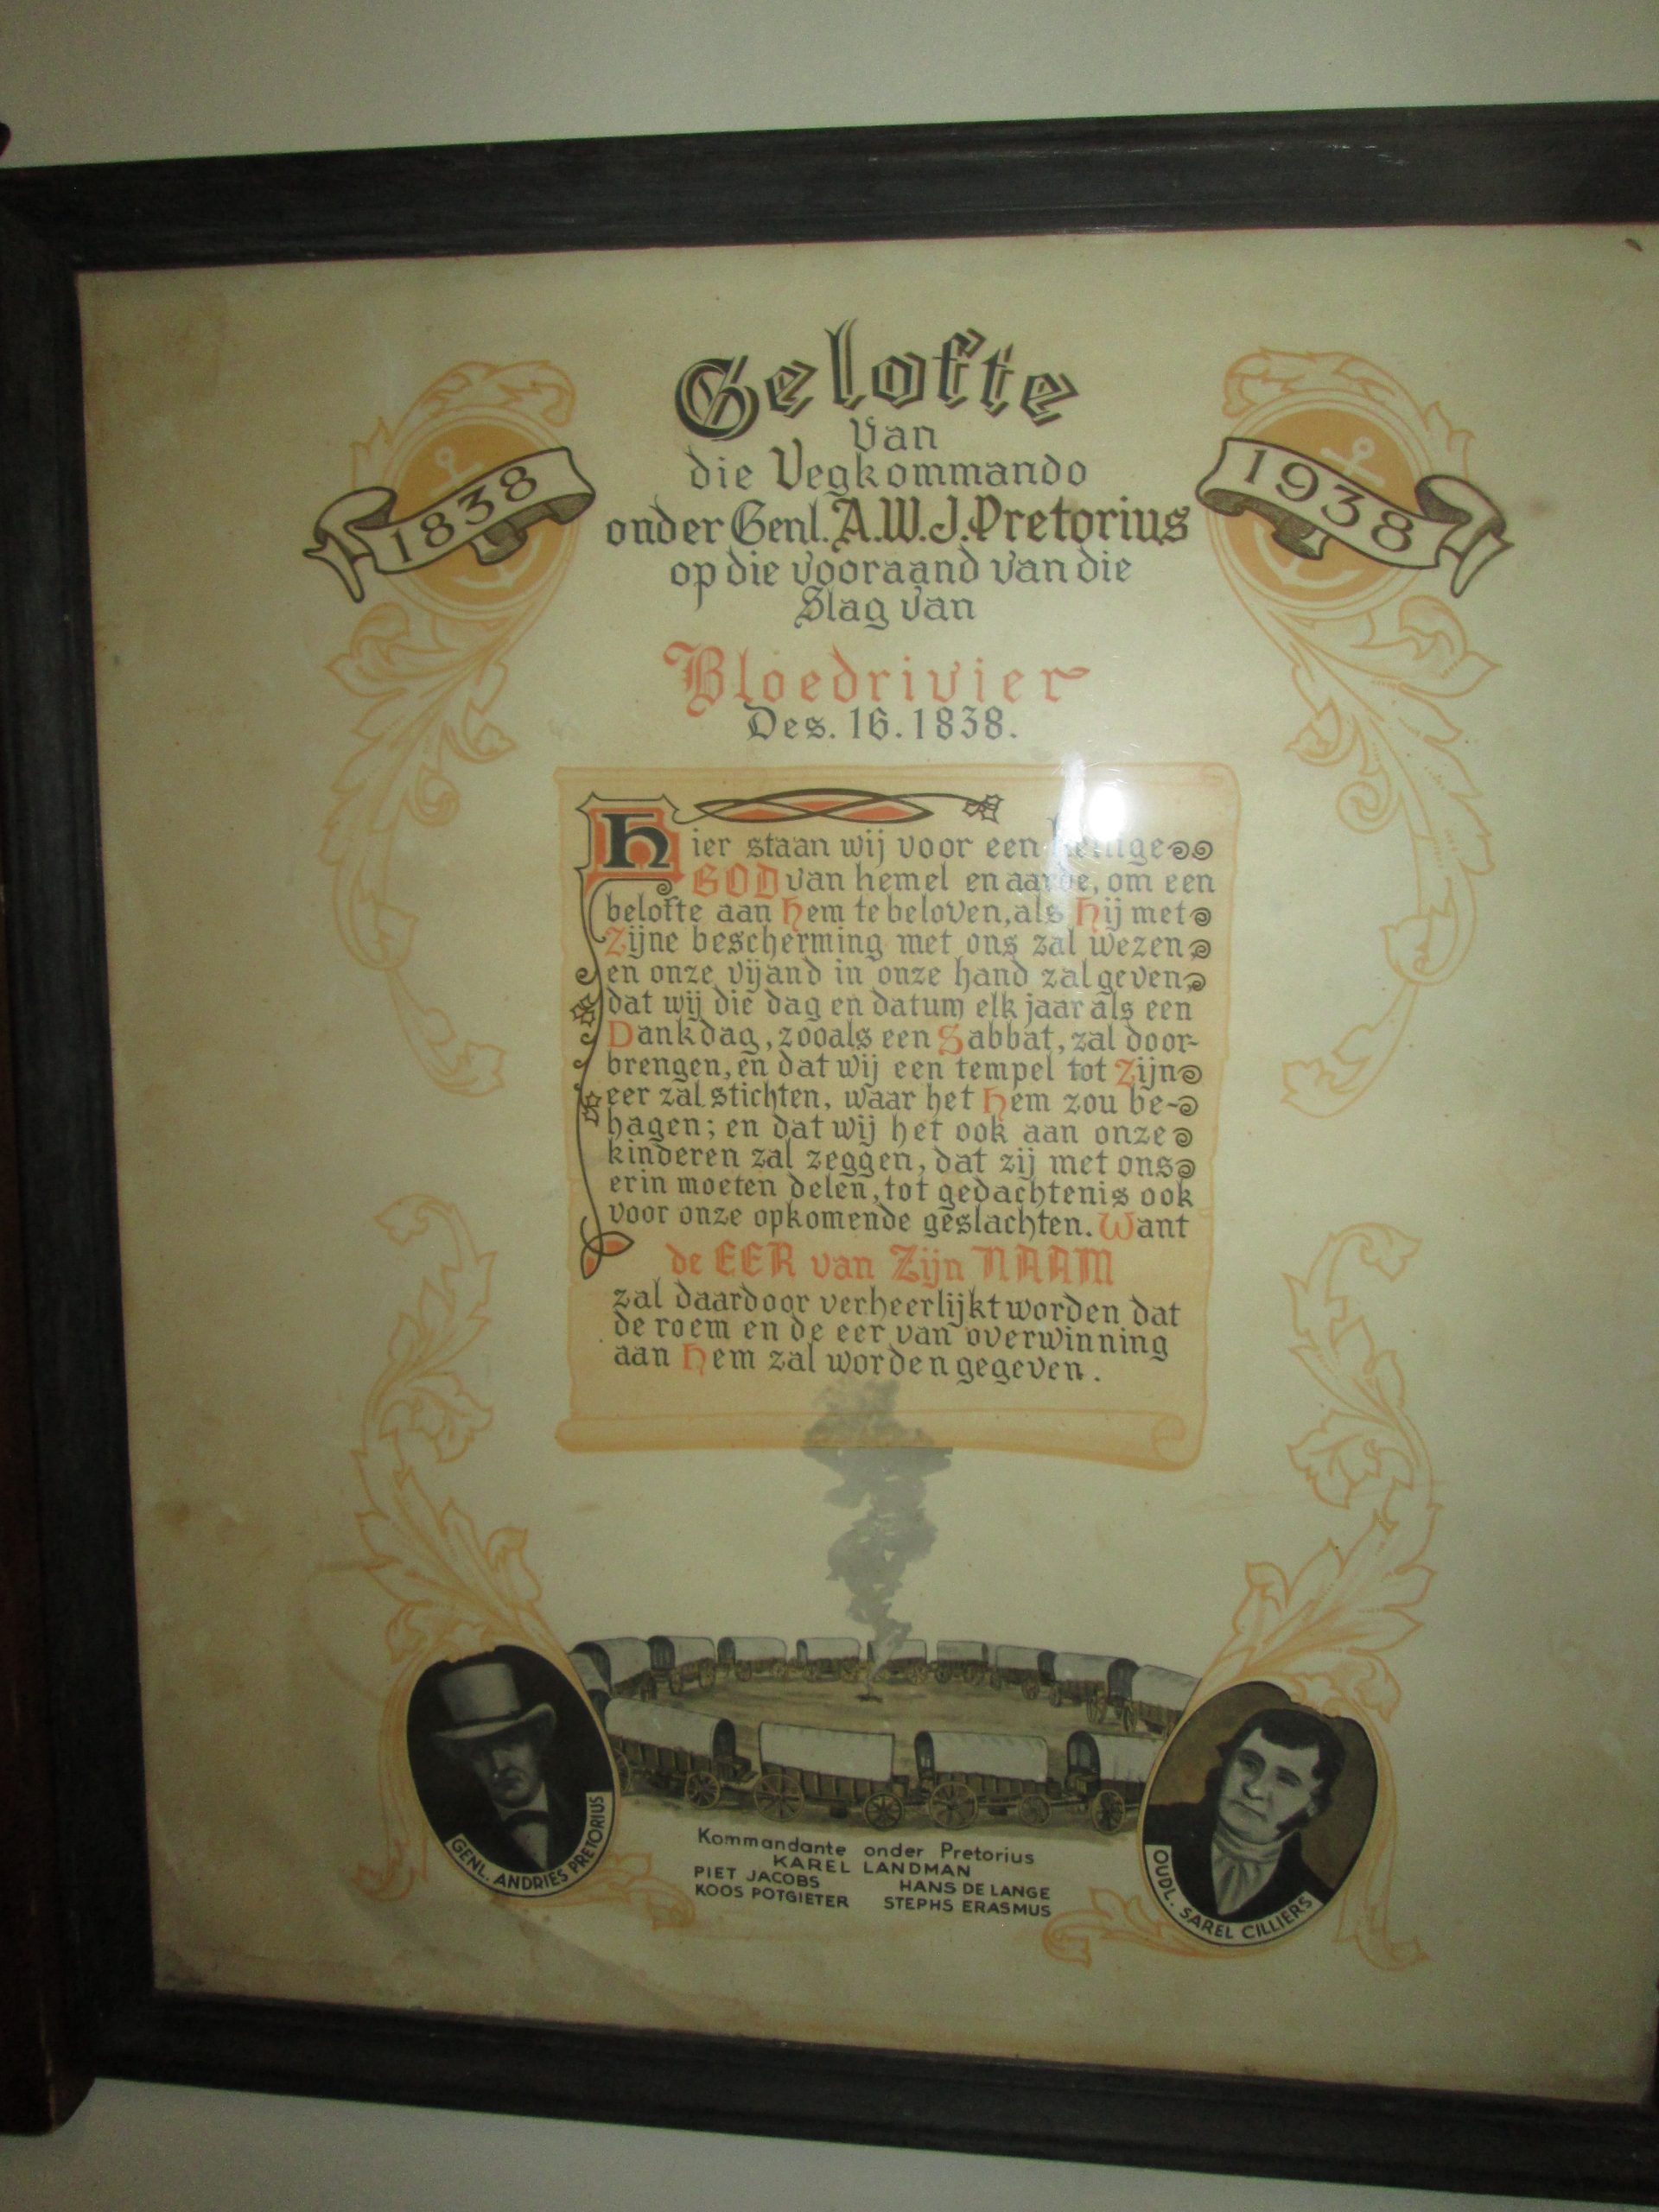 1838
1938
Gelofte
Van
die Vegkommando
onder Genl. A.W.J. Pretorius
op die vooraand van die
Slag van
Bloedrivier
Des. 16. 1838.
Hier staan wij voor een heilige
GOD van hemel en aarde, om een
belofte aan Hem te beloven, als Hij met
Zijne bescherming met ons zal wezen
en onze vijand in onze hand zal geven,
dat wij die dag en datum elk jaar als een
Dankdag, zooals een Sabbat, zal door-
brengen, en dat wij een tempel tot Zijn
eer zal stichten, waar het Hem zou be-
hagen; en dat wij het ook aan onze
kinderen zal zeggen, dat zij met ons
erin moeten delen, tot gedachtenis ook
voor onze opkomende geslachten. Want
de EER van Zijn NAAM
zal daardoor verheerlijkt worden dat
de roem en de eer van overwinning
aan Hem zal worden gegeven.
GENL. ANDRIES PRETORIUS
Kommandante onder Pretorius
KAREL LANDMAN
PIET JACOBS HANS DE LANGE
KOOS POTGIETER STEPHS ERASMUS
OUDL. SAREL CILLIERS